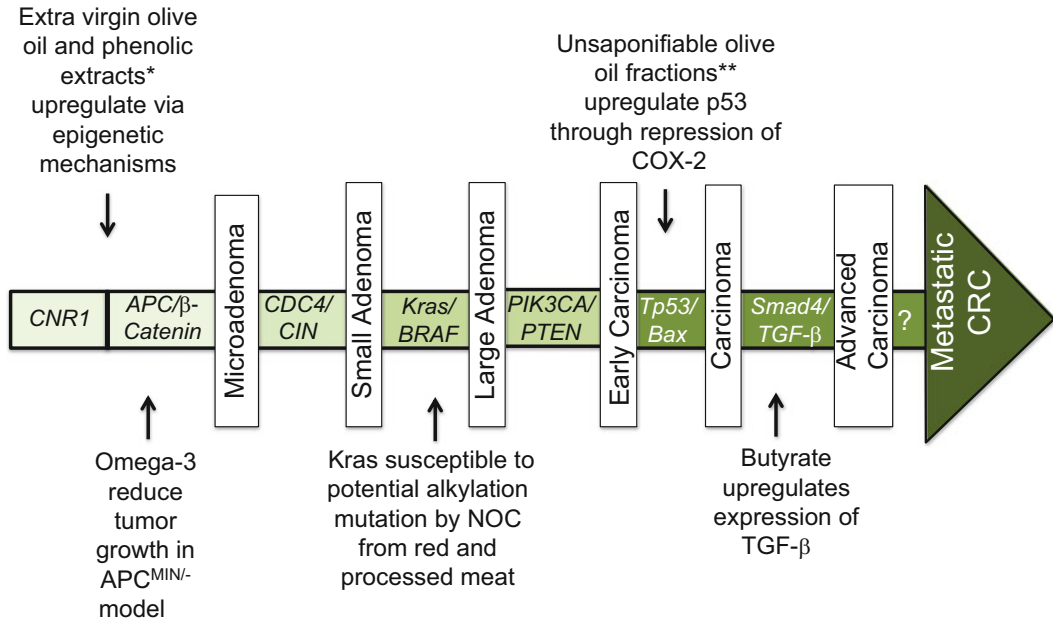 Extra virgin olive
oil and phenolic
extracts*
upregulate via
epigenetic
mechanisms
Unsaponifiable olive
oil fractions**
upregulate p53
through repression of
COX-2
CNR1
APC/β-
Catenin
Microadenoma
CDC4/
CIN
Small Adenoma
Kras/
BRAF
Large Adenoma
PIK3CA/
PTEN
Early Carcinoma
Tp53/
Bax
Carcinoma
Smad4/
TGF-β
Advanced
Carcinoma
?
Metastatic
CRC
Omega-3
reduce
tumor
growth in
APC^MIN/-
model
Kras susceptible to
potential alkylation
mutation by NOC
from red and
processed meat
Butyrate
upregulates
expression of
TGF-β